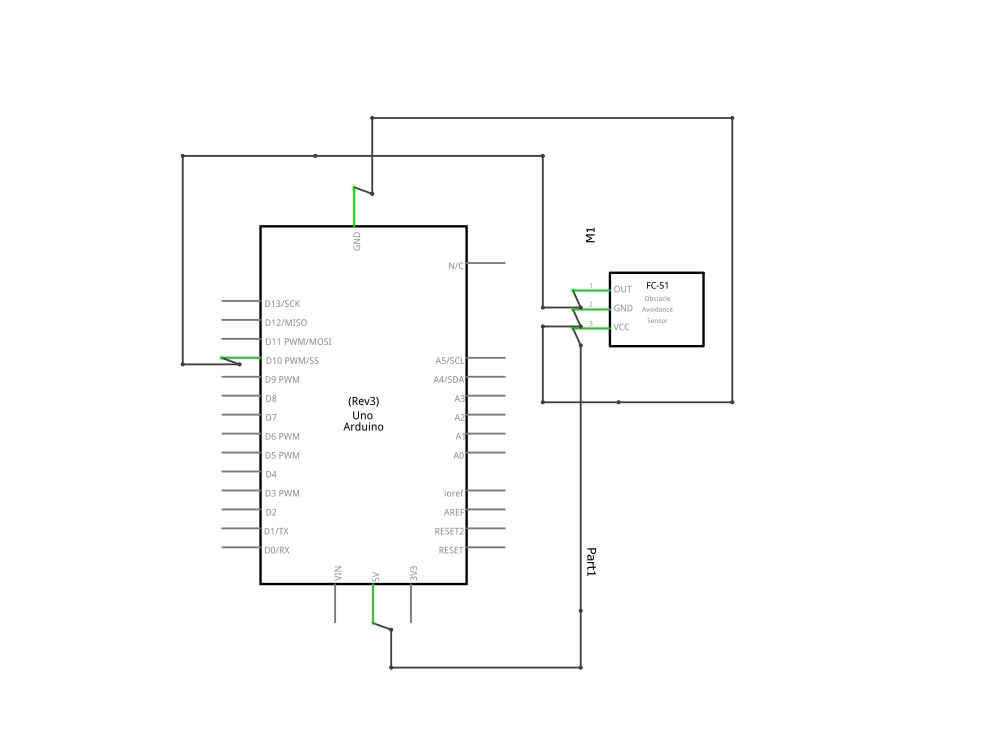 GND
N/C
D13/SCK
D12/MISO
D11 PWM/MOSI
D10 PWM/SS
D9 PWM
D8
D7
D6 PWM
D5 PWM
D4
D3 PWM
D2
D1/TX
D0/RX
(Rev3)
Uno
Arduino
A5/SCL
A4/SDA
A3
A2
A1
A0
ioref
AREF
RESET2
RESET
VIN
5V
3V3
M1
1
2
3
OUT
GND
VCC
FC-51
Obstacle
Avoidance
Sensor
Part1